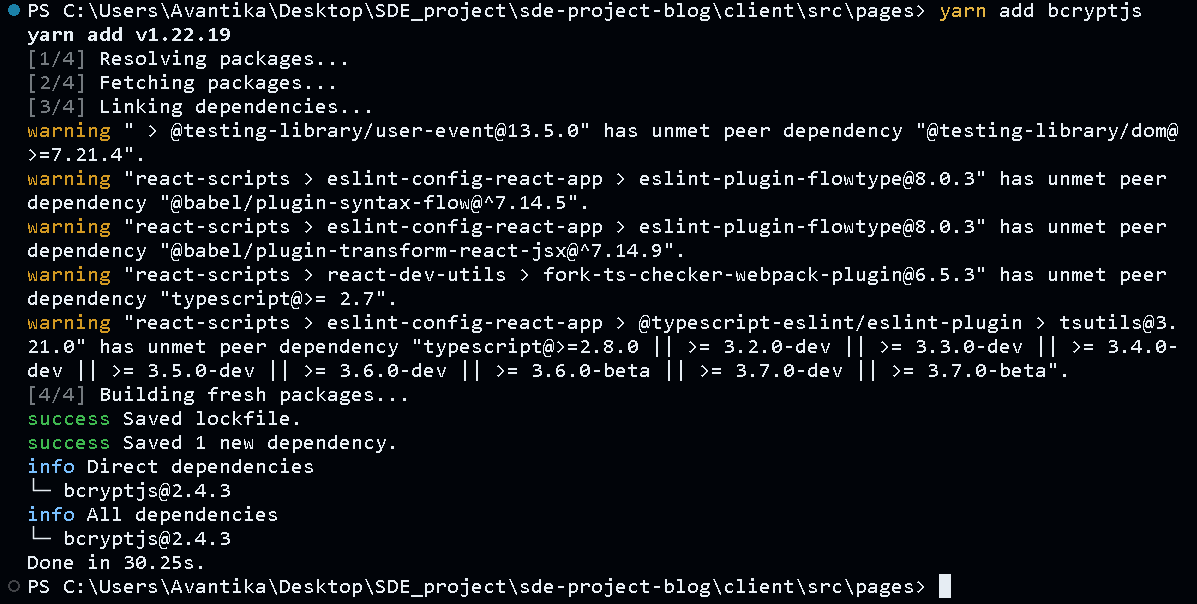 PS C:\Users\Avantika\Desktop\SDE_project\sde-project-blog\client\src\pages> yarn add bcryptjs
yarn add v1.22.19
[1/4] Resolving packages...
[2/4] Fetching packages...
[3/4] Linking dependencies...
warning " > @testing-library/user-event@13.5.0" has unmet peer dependency "@testing-library/dom@
>=7.21.4".
warning "react-scripts > eslint-config-react-app > eslint-plugin-flowtype@8.0.3" has unmet peer
dependency "@babel/plugin-syntax-flow@^7.14.5".
warning "react-scripts > eslint-config-react-app > eslint-plugin-flowtype@8.0.3" has unmet peer
dependency "@babel/plugin-transform-react-jsx@^7.14.9".
warning "react-scripts > react-dev-utils > fork-ts-checker-webpack-plugin@6.5.3" has unmet peer
dependency "typescript@>= 2.7".
warning "react-scripts > eslint-config-react-app > @typescript-eslint/eslint-plugin > tsutils@3.
21.0" has unmet peer dependency "typescript@>=2.8.0 || >= 3.2.0-dev || >= 3.3.0-dev || >= 3.4.0-
dev || >= 3.5.0-dev || >= 3.6.0-dev || >= 3.6.0-beta || >= 3.7.0-dev || >= 3.7.0-beta".
[4/4] Building fresh packages...
success Saved lockfile.
success Saved 1 new dependency.
info Direct dependencies
└─ bcryptjs@2.4.3
info All dependencies
└─ bcryptjs@2.4.3
Done in 30.25s.
PS C:\Users\Avantika\Desktop\SDE_project\sde-project-blog\client\src\pages>